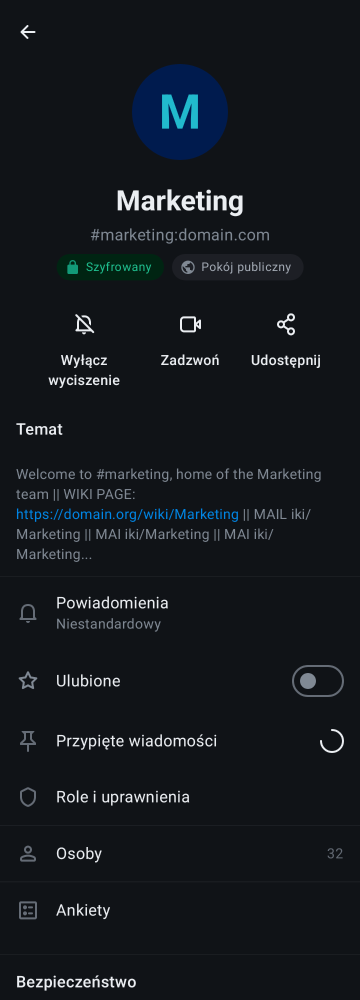 M
Marketing
#marketing:domain.com
Szyfrowany
Pokój publiczny
Wyłącz
wyciszenie
Zadzwoń
Udostępnij
Temat
Welcome to #marketing, home of the Marketing
team || WIKI PAGE:
https://domain.org/wiki/Marketing || MAIL iki/
Marketing || MAI iki/Marketing || MAI iki/
Marketing...
Powiadomienia
Niestandardowy
Ulubione
Przypięte wiadomości
Role i uprawnienia
Osoby 32
Ankiety
Bezpieczeństwo